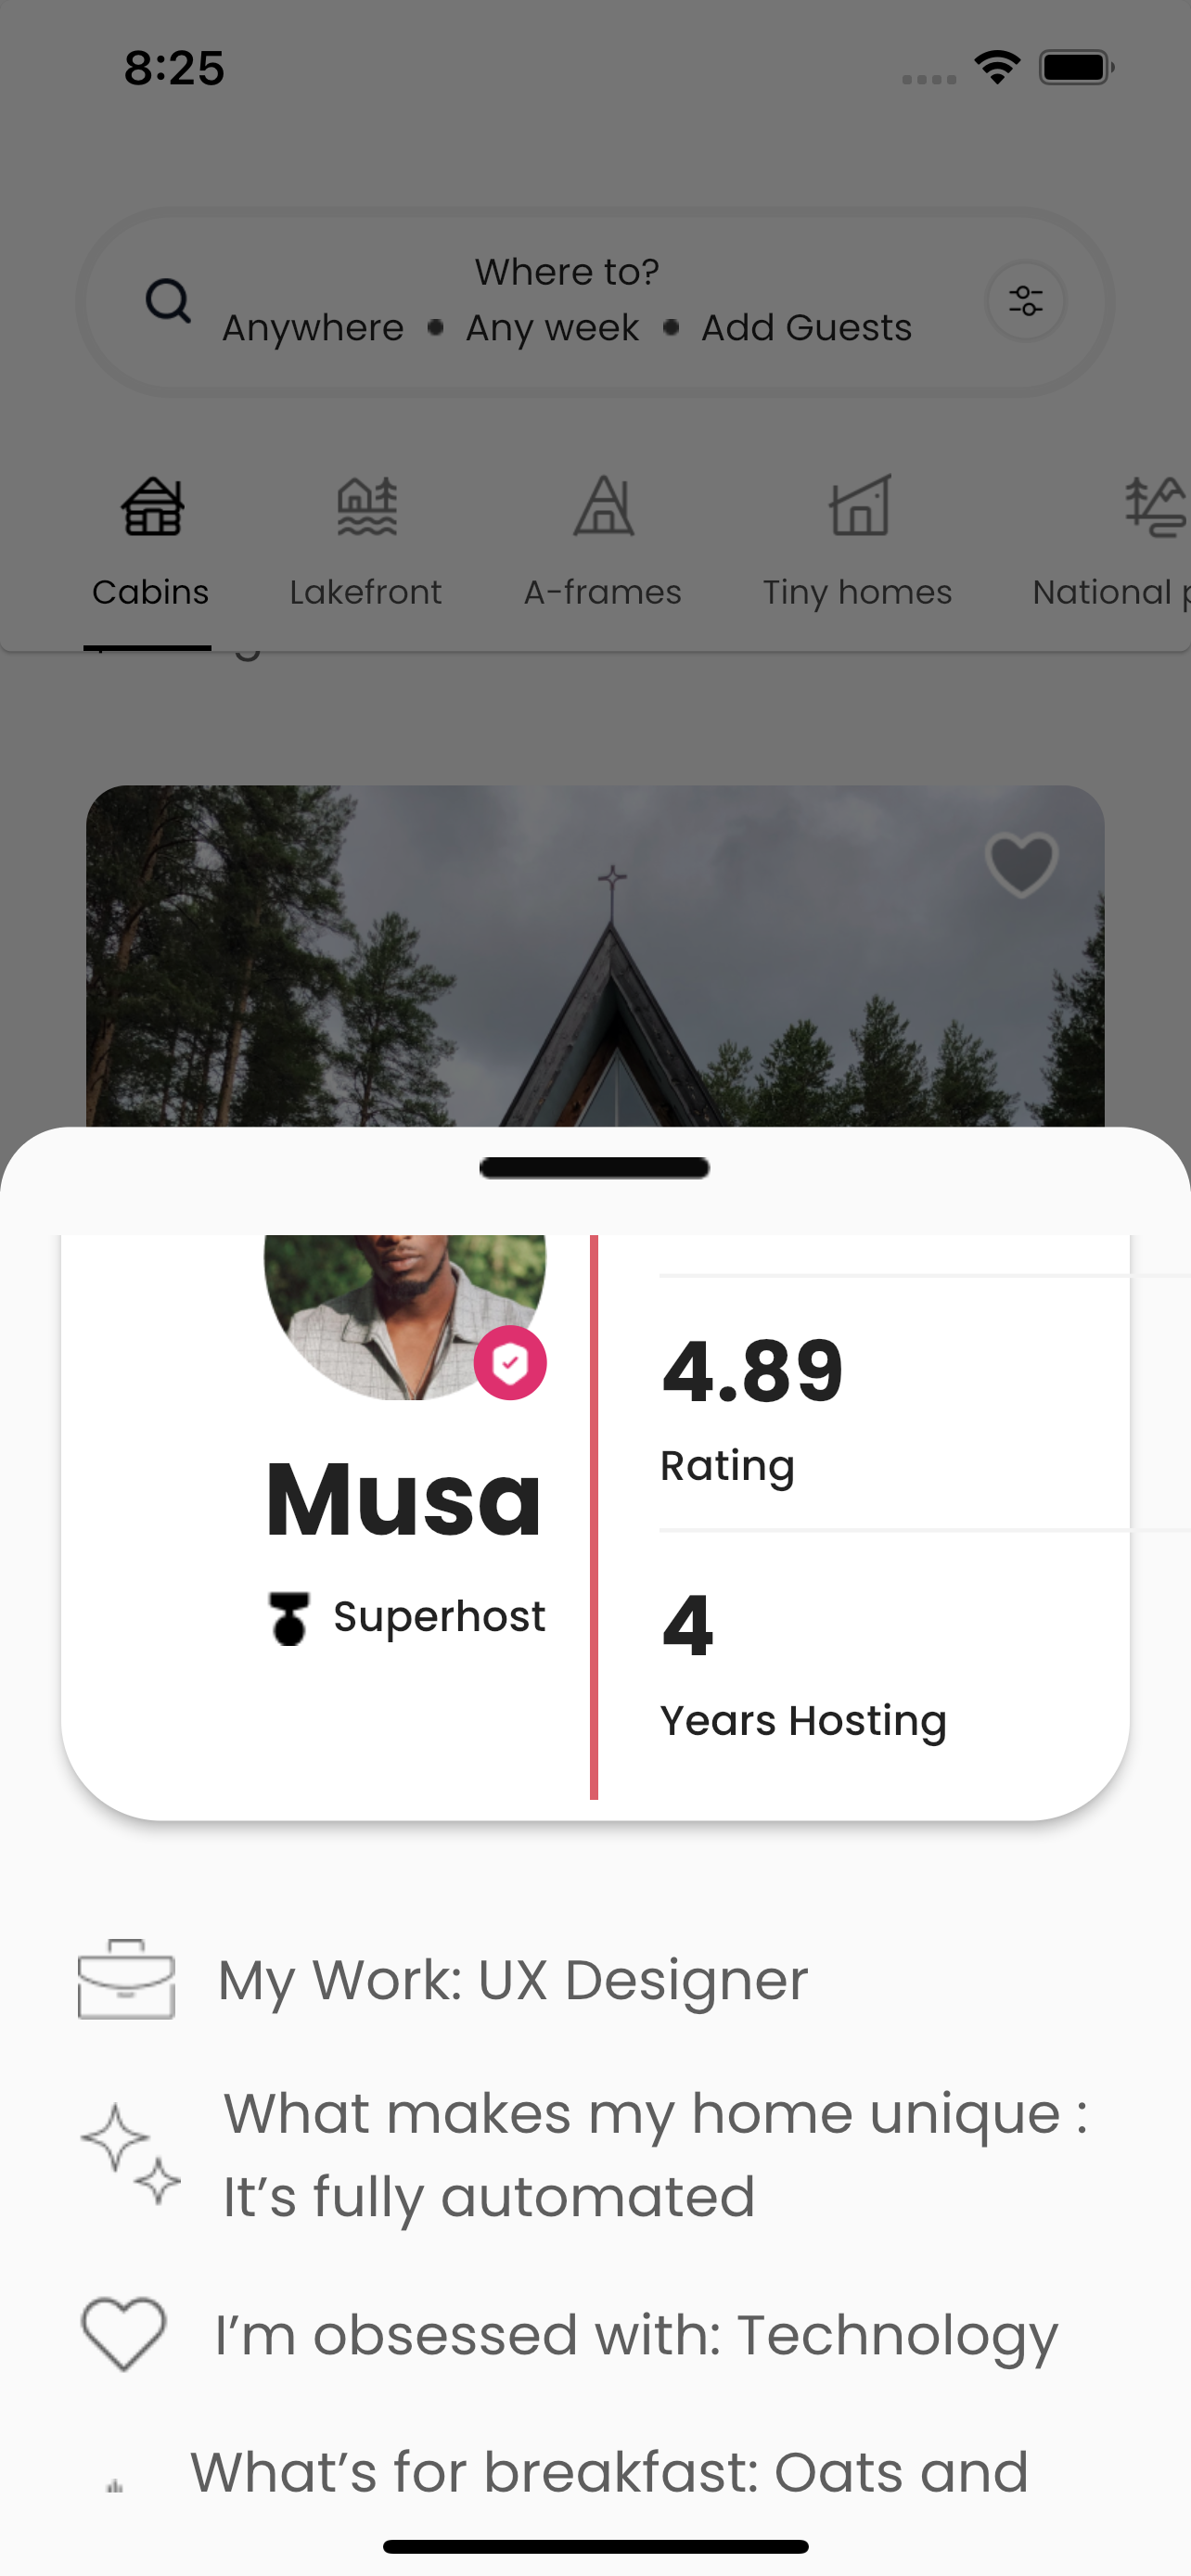 8:25
Where to?
Anywhere • Any week • Add Guests
Cabins
Lakefront
A-frames
Tiny homes
National
4.89
Rating
Musa
Superhost
4
Years Hosting
My Work: UX Designer
What makes my home unique :
It’s fully automated
I’m obsessed with: Technology
What’s for breakfast: Oats and